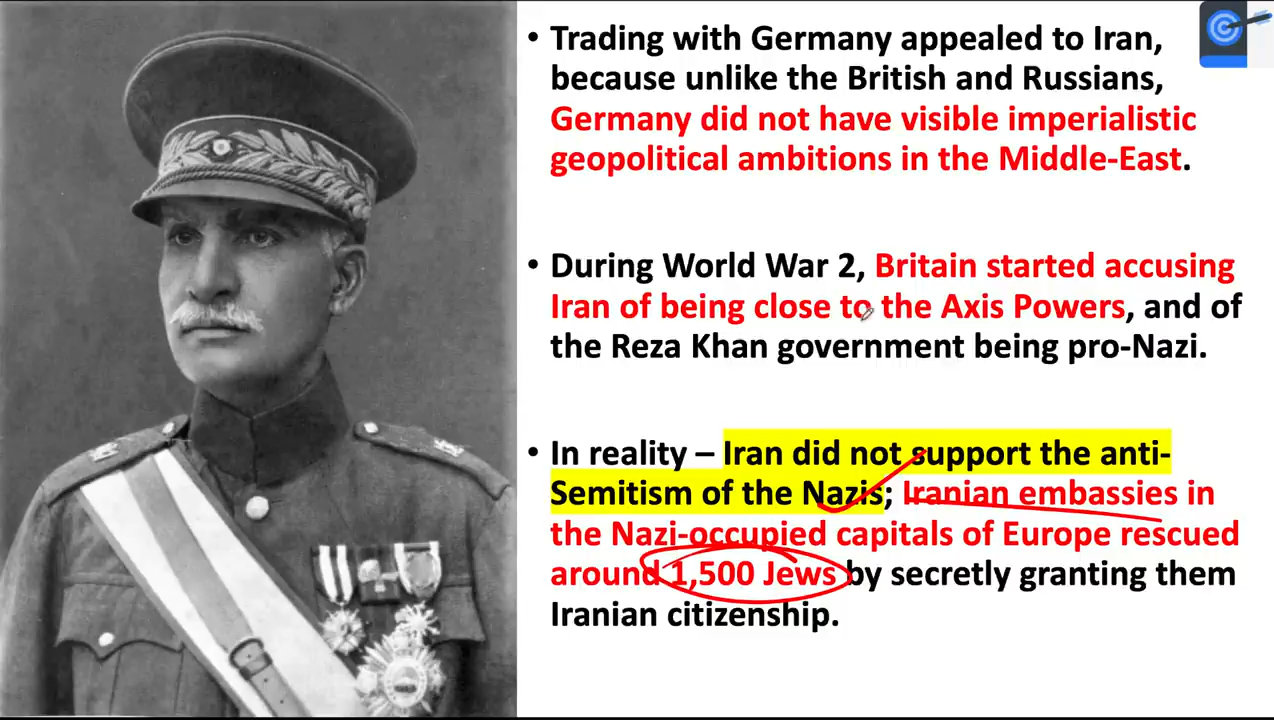 • Trading with Germany appealed to Iran,
because unlike the British and Russians,
Germany did not have visible imperialistic
geopolitical ambitions in the Middle-East.
• During World War 2, Britain started accusing
Iran of being close to the Axis Powers, and of
the Reza Khan government being pro-Nazi.
• In reality – Iran did not support the anti-
Semitism of the Nazis; Iranian embassies in
the Nazi-occupied capitals of Europe rescued
around 1,500 Jews by secretly granting them
Iranian citizenship.